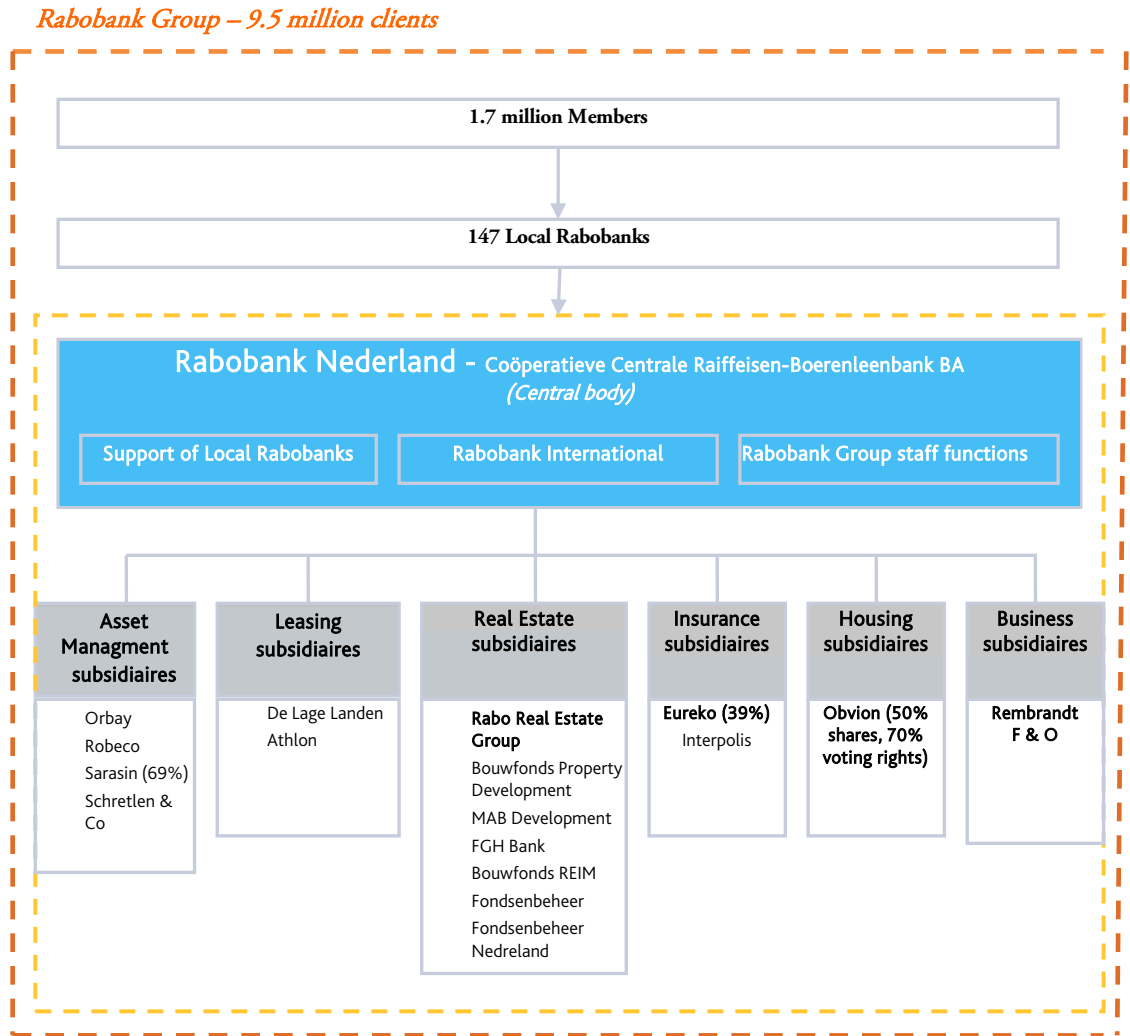 Rabobank Group – 9.5 million clients
1.7 million Members
147 Local Rabobanks
Rabobank Nederland - Coöperatieve Centrale Raiffeisen-Boerenleenbank BA
(Central body)
Support of Local Rabobanks
Rabobank International
Rabobank Group staff functions
Asset
Managment
subsidiaires
Orbay
Robeco
Sarasin (69%)
Schretlen &
Co
Leasing
subsidiaires
De Lage Landen
Athlon
Real Estate
subsidiaires
Rabo Real Estate
Group
Bouwfonds Property
Development
MAB Development
FGH Bank
Bouwfonds REIM
Fondsenbeheer
Fondsenbeheer
Nedreland
Insurance
subsidiaires
Eureko (39%)
Interpolis
Housing
subsidiaires
Obvion (50%
shares, 70%
voting rights)
Business
subsidiaires
Rembrandt
F & O